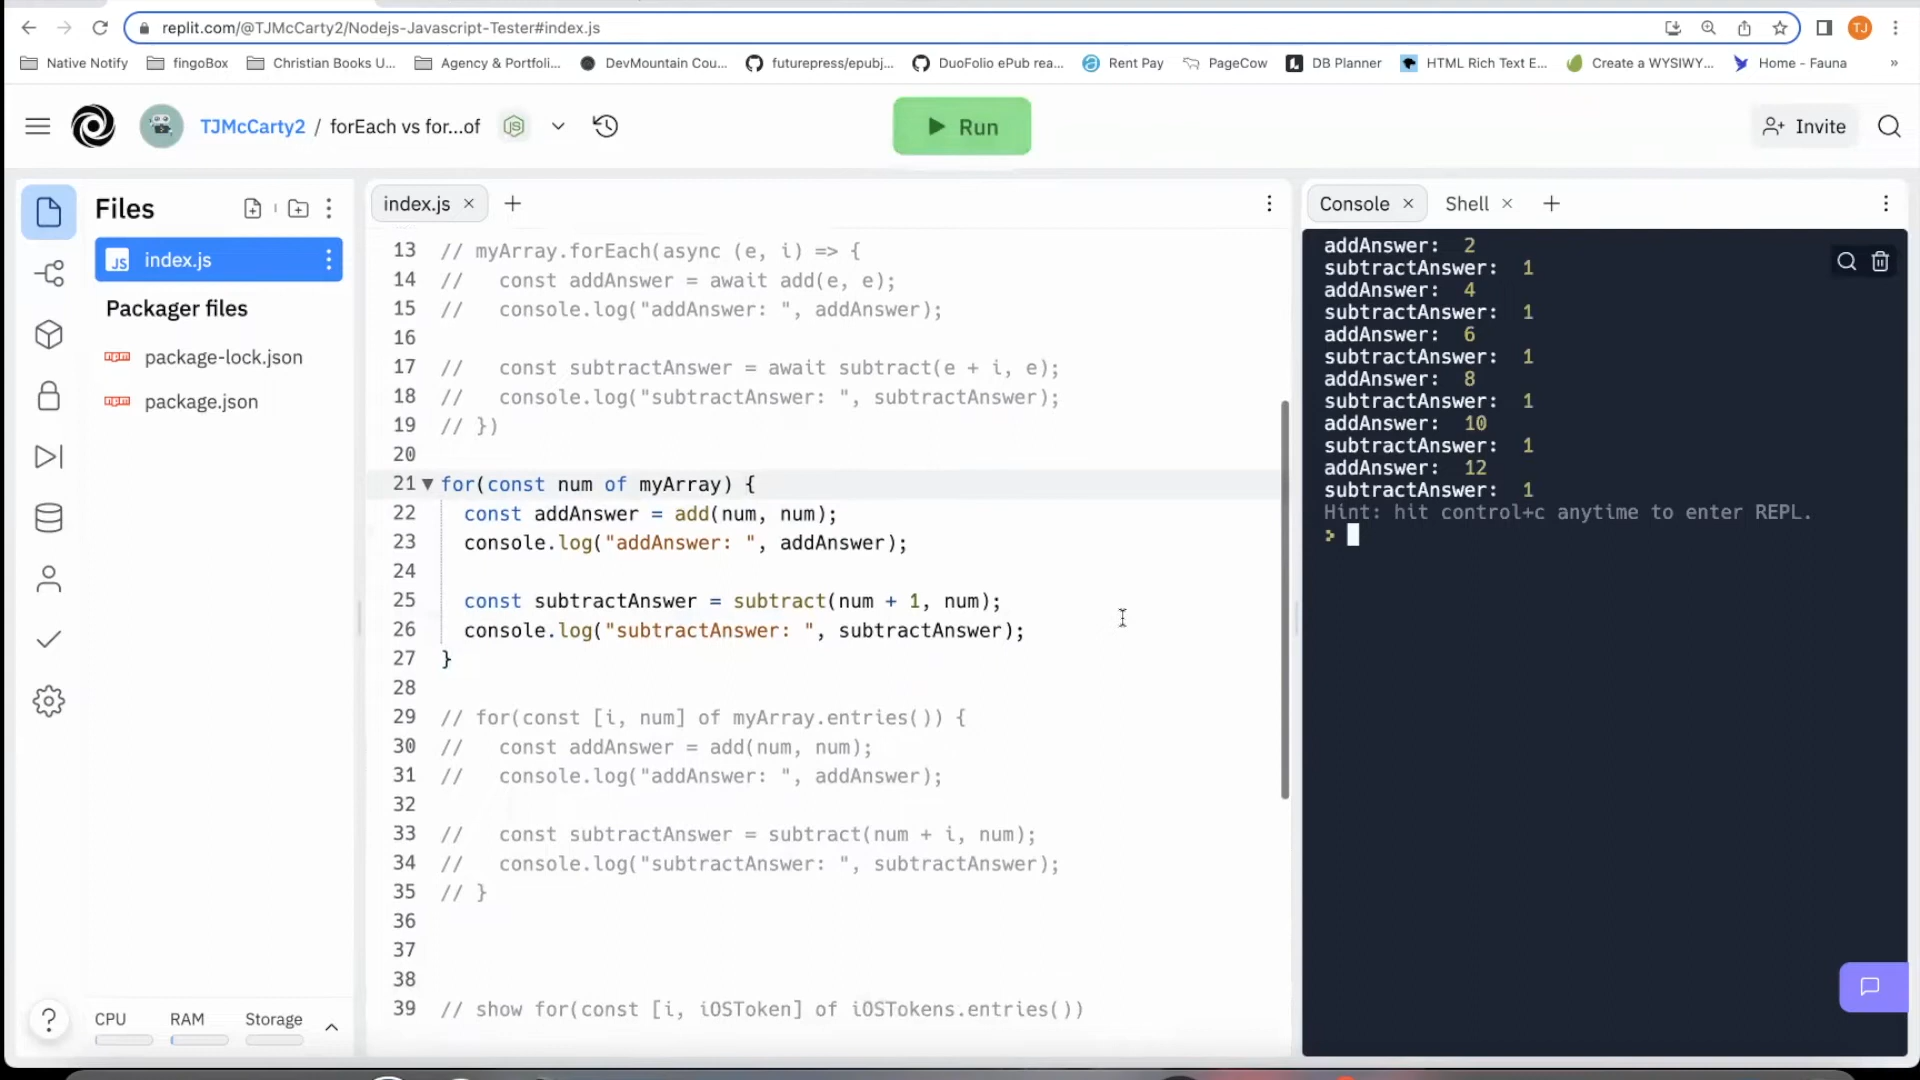 replit.com/@TJMcCarty2/Nodejs-Javascript-Tester#index.js
TJ
Native Notify
fingoBox
Christian Books U...
Agency & Portfoli...
DevMountain Cou...
futurepress/epubj...
DuoFolio ePub rea...
Rent Pay
PageCow
DB Planner
HTML Rich Text E...
Create a WYSIWY...
Home - Fauna
»
TJMcCarty2 / forEach vs for...of
Run
Invite
Files
JS index.js
Packager files
npm package-lock.json
npm package.json
CPU
RAM
Storage
?
index.js × +
13 // myArray.forEach(async (e, i) => {
14 //   const addAnswer = await add(e, e);
15 //   console.log("addAnswer: ", addAnswer);
16
17 //   const subtractAnswer = await subtract(e + i, e);
18 //   console.log("subtractAnswer: ", subtractAnswer);
19 // })
20
21 for(const num of myArray) {
22   const addAnswer = add(num, num);
23   console.log("addAnswer: ", addAnswer);
24
25   const subtractAnswer = subtract(num + 1, num);
26   console.log("subtractAnswer: ", subtractAnswer);
27 }
28
29 // for(const [i, num] of myArray.entries()) {
30 //   const addAnswer = add(num, num);
31 //   console.log("addAnswer: ", addAnswer);
32
33 //   const subtractAnswer = subtract(num + i, num);
34 //   console.log("subtractAnswer: ", subtractAnswer);
35 // }
36
37
38
39 // show for(const [i, iOSToken] of iOSTokens.entries())
Console × Shell × +
addAnswer:  2
subtractAnswer:  1
addAnswer:  4
subtractAnswer:  1
addAnswer:  6
subtractAnswer:  1
addAnswer:  8
subtractAnswer:  1
addAnswer:  10
subtractAnswer:  1
addAnswer:  12
subtractAnswer:  1
Hint: hit control+c anytime to enter REPL.
>